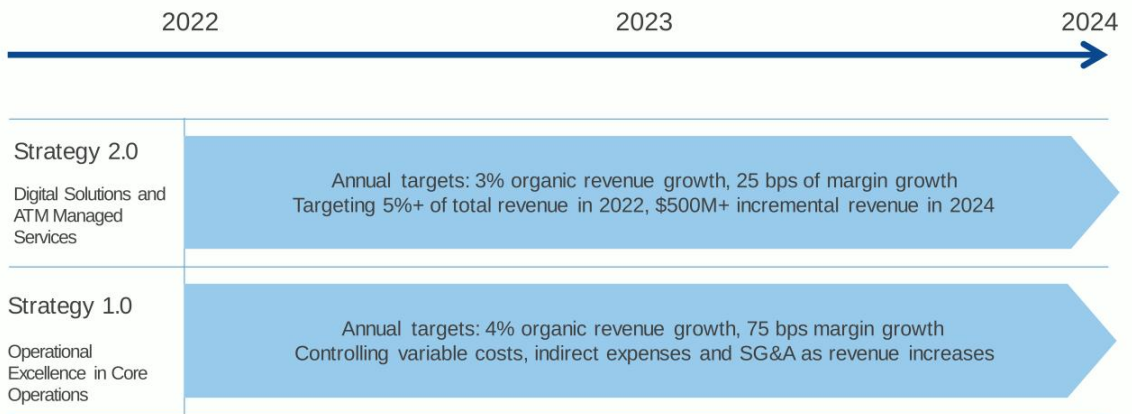 2022 2023 2024
Strategy 2.0
Digital Solutions and
ATM Managed
Services
Annual targets: 3% organic revenue growth, 25 bps of margin growth
Targeting 5%+ of total revenue in 2022, $500M+ incremental revenue in 2024
Strategy 1.0
Operational
Excellence in Core
Operations
Annual targets: 4% organic revenue growth, 75 bps margin growth
Controlling variable costs, indirect expenses and SG&A as revenue increases